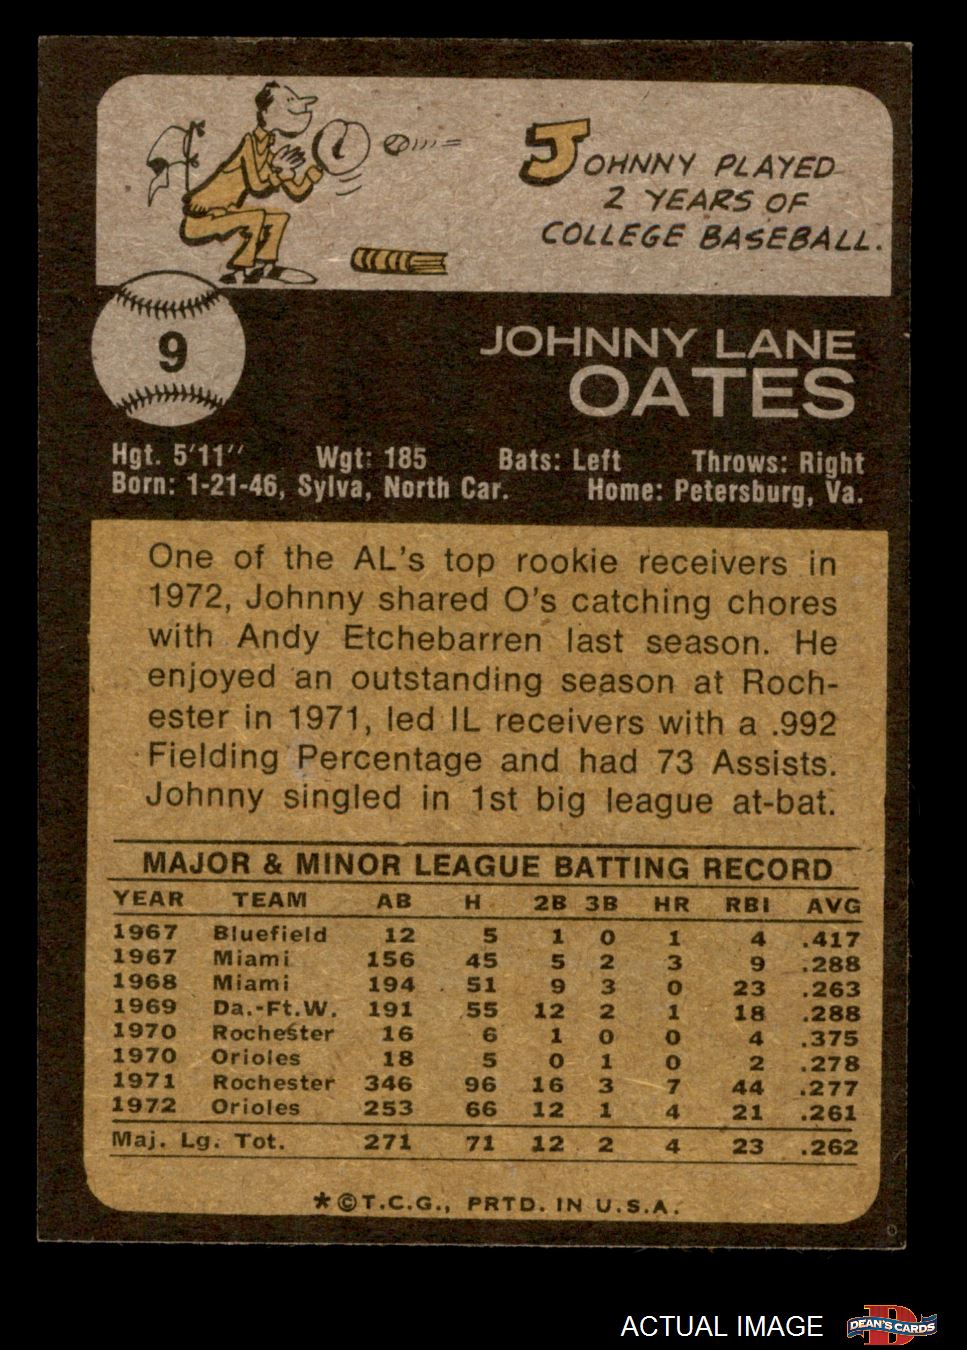 JOHNNY PLAYED
2 YEARS OF
COLLEGE BASEBALL.
9
JOHNNY LANE
OATES
Hgt. 5'11'' Wgt: 185 Bats: Left Throws: Right
Born: 1-21-46, Sylva, North Car. Home: Petersburg, Va.
One of the AL's top rookie receivers in
1972, Johnny shared O's catching chores
with Andy Etchebarren last season. He
enjoyed an outstanding season at Roch-
ester in 1971, led IL receivers with a .992
Fielding Percentage and had 73 Assists.
Johnny singled in 1st big league at-bat.
MAJOR & MINOR LEAGUE BATTING RECORD
YEAR TEAM AB H 2B 3B HR RBI AVG
1967 Bluefield 12 5 1 0 1 4 .417
1967 Miami 156 45 5 2 3 9 .288
1968 Miami 194 51 9 3 0 23 .263
1969 Da.-Ft.W. 191 55 12 2 1 18 .288
1970 Rochester 16 6 1 0 0 4 .375
1970 Orioles 18 5 0 1 0 2 .278
1971 Rochester 346 96 16 3 7 44 .277
1972 Orioles 253 66 12 1 4 21 .261
Maj. Lg. Tot. 271 71 12 2 4 23 .262
*©T.C.G., PRTD. IN U.S.A.
ACTUAL IMAGE
D
DEAN'S CARDS